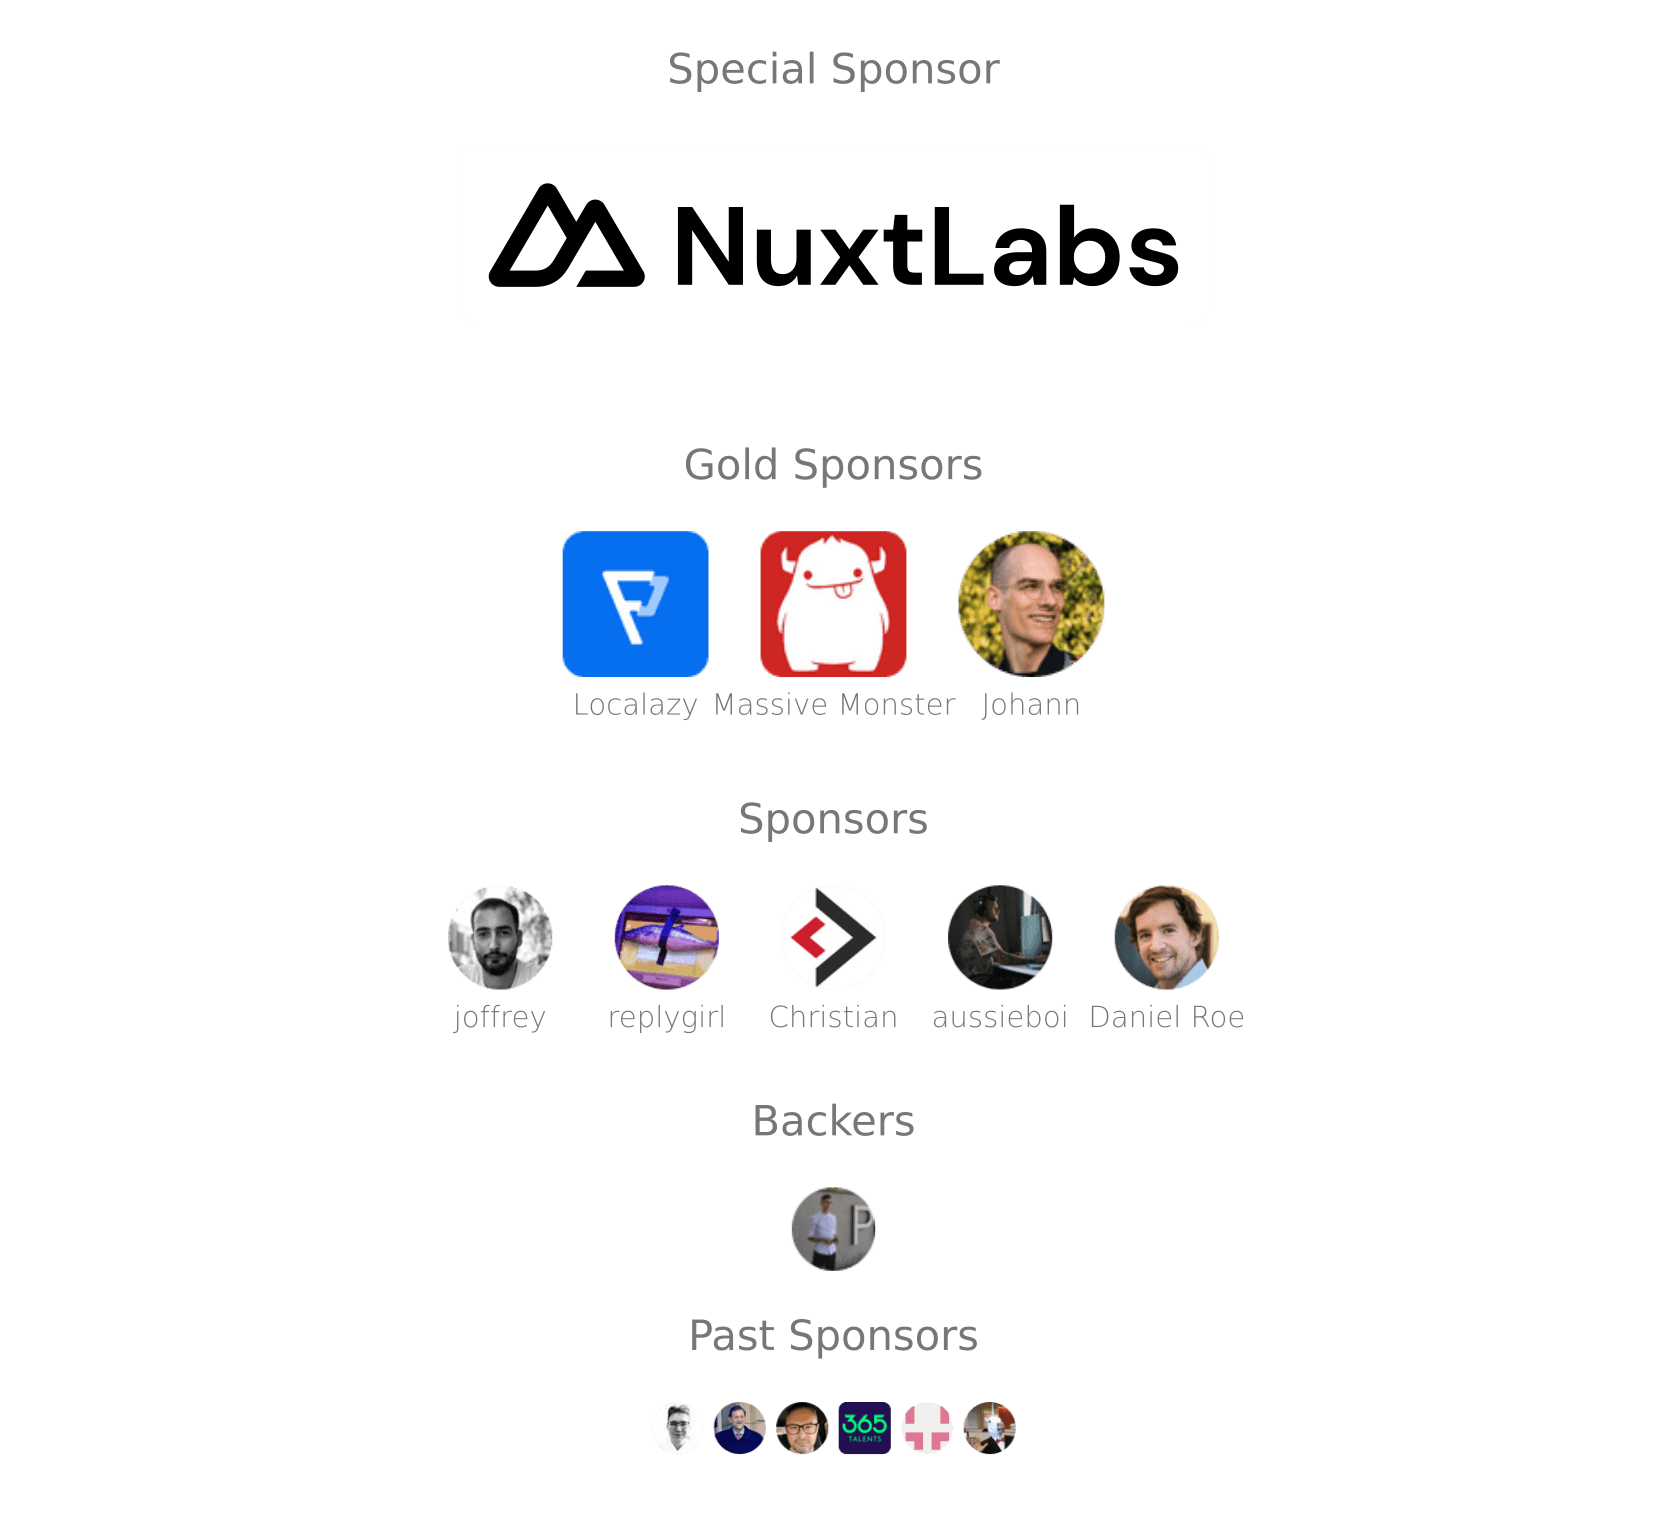 Special Sponsor
NuxtLabs
Gold Sponsors
Localazy Massive Monster Johann
Sponsors
joffrey replygirl Christian aussieboi Daniel Roe
Backers
P
Past Sponsors
365
TALENTS